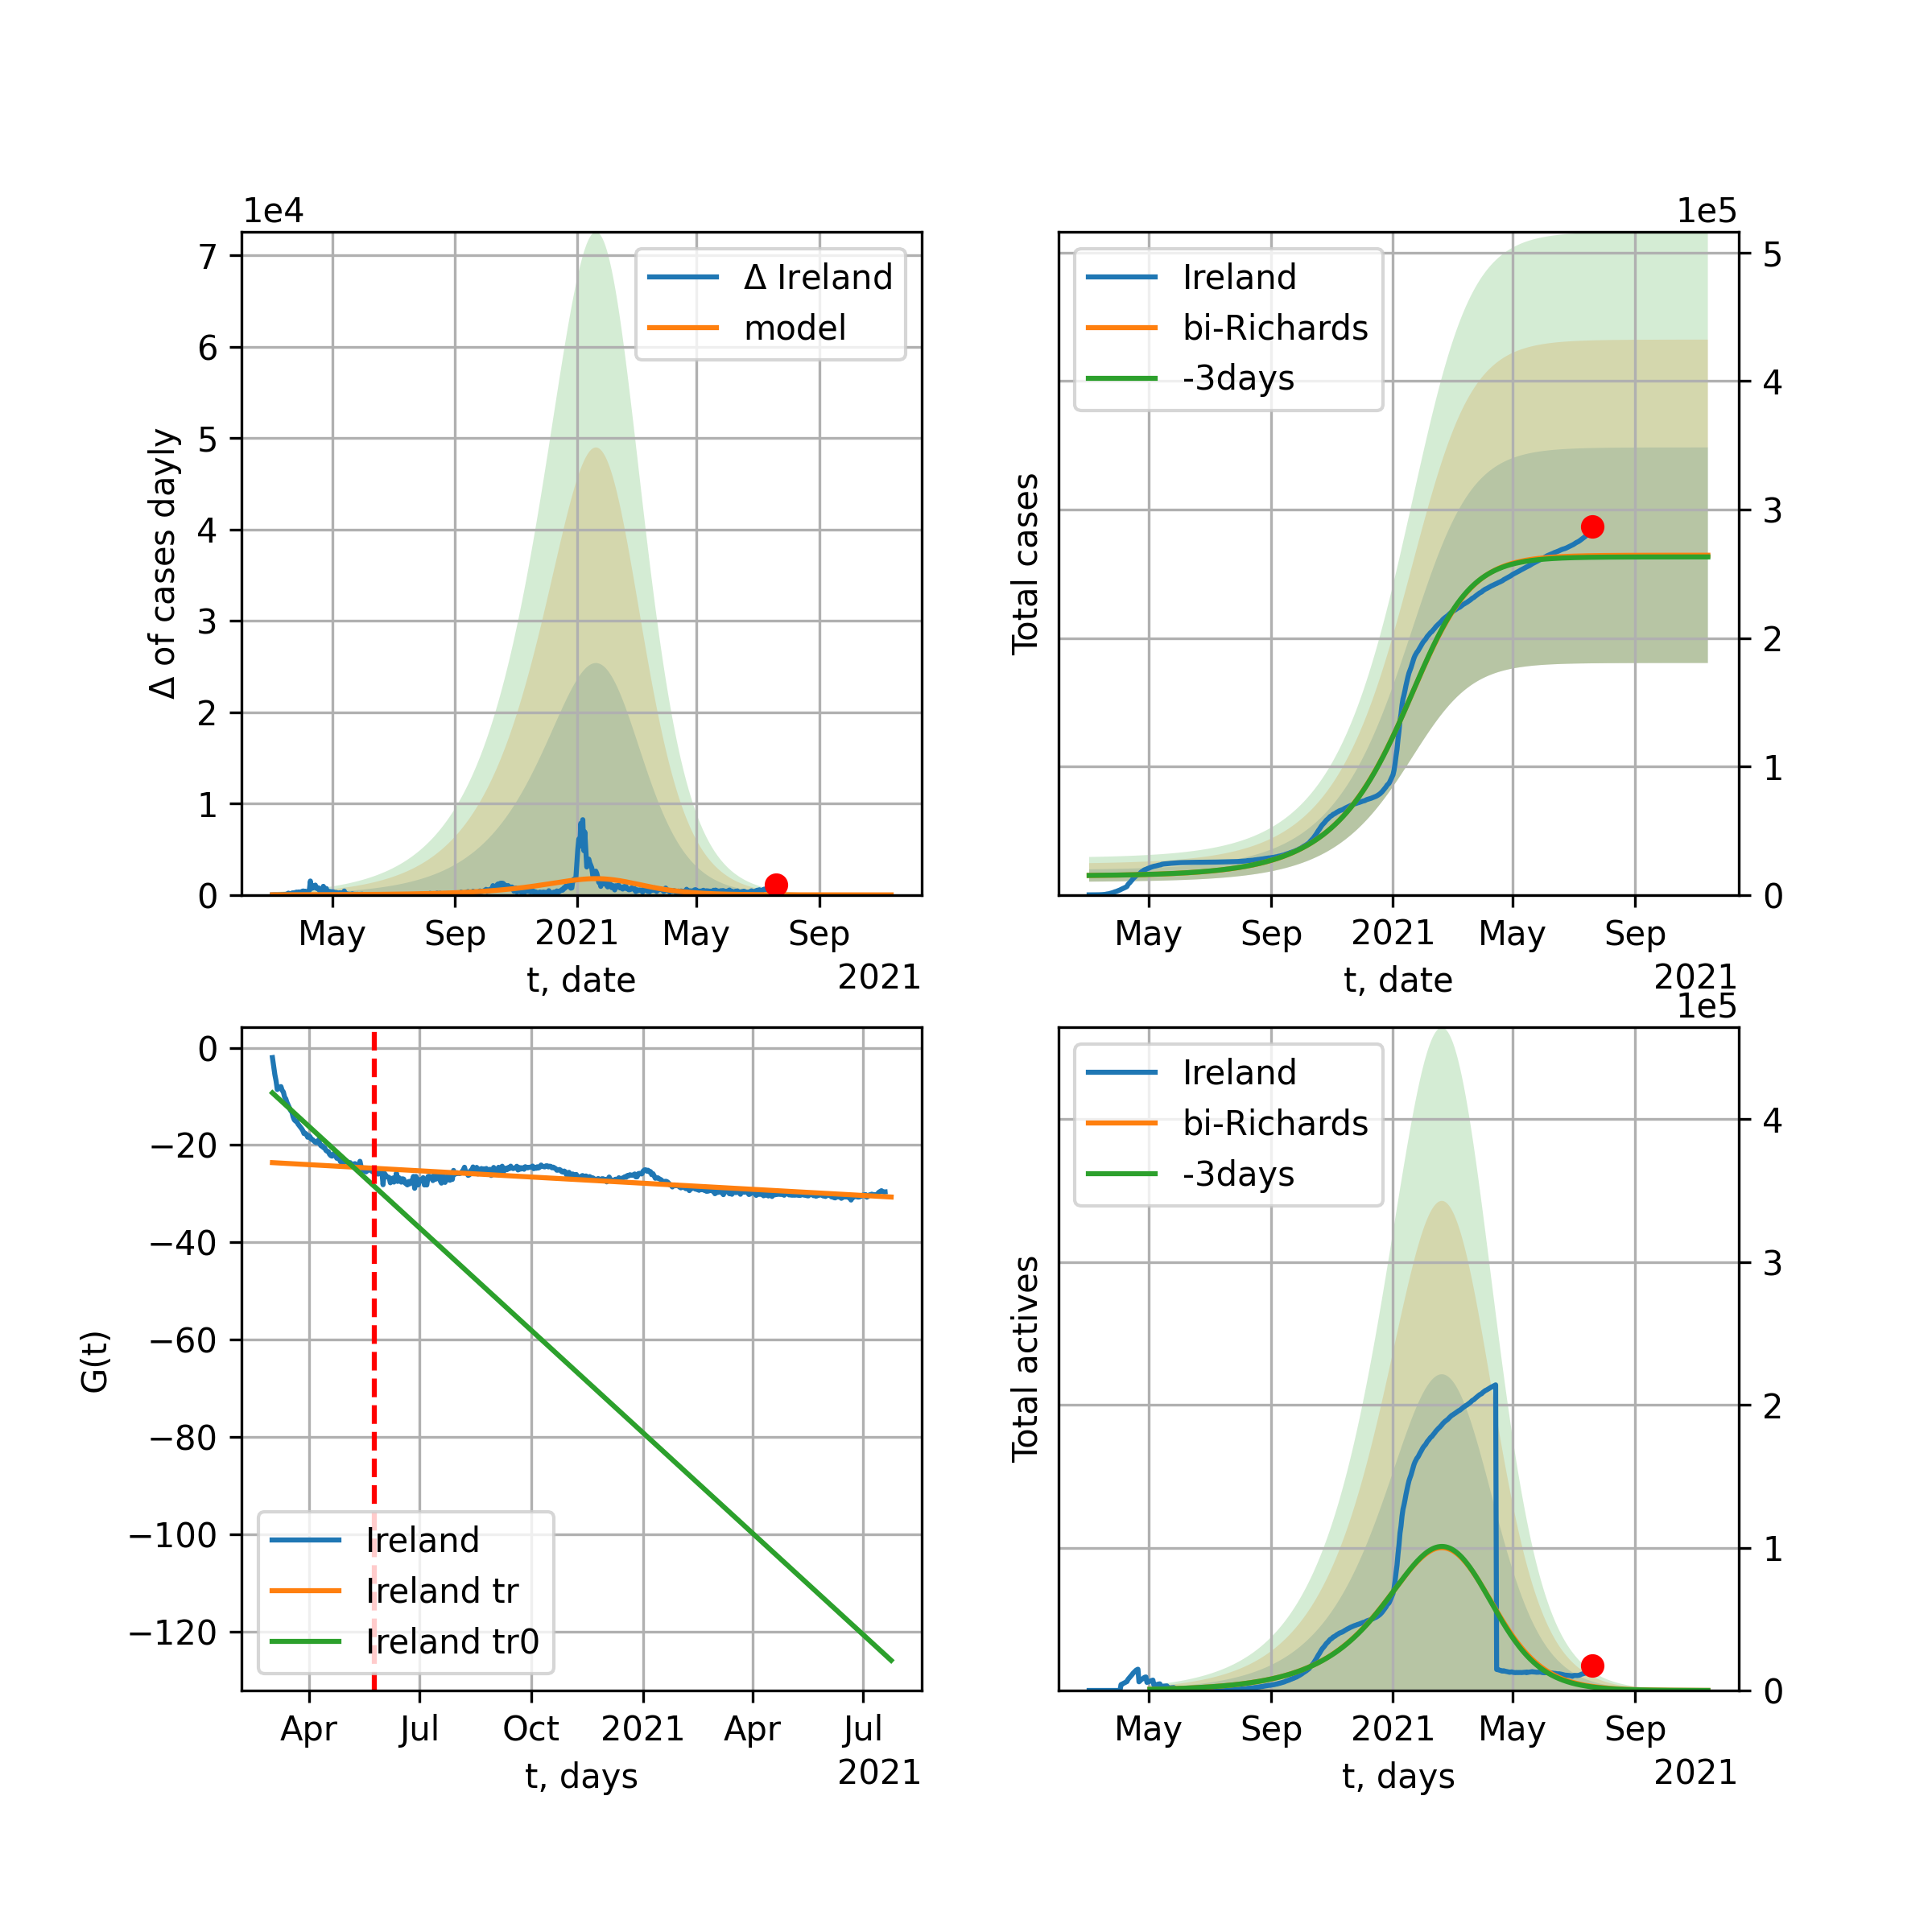 1e4
7
6
5
4
3
2
1
0
Δ of cases dayly
Δ Ireland
model
May Sep 2021 May Sep
t, date
2021
1e5
5
4
3
2
1
0
Total cases
Ireland
bi-Richards
-3days
May Sep 2021 May Sep
t, date
2021
0
−20
−40
−60
−80
−100
−120
G(t)
Ireland
Ireland tr
Ireland tr0
Apr Jul Oct 2021 Apr Jul
t, days
2021
1e5
4
3
2
1
0
Total actives
Ireland
bi-Richards
-3days
May Sep 2021 May Sep
t, days
2021